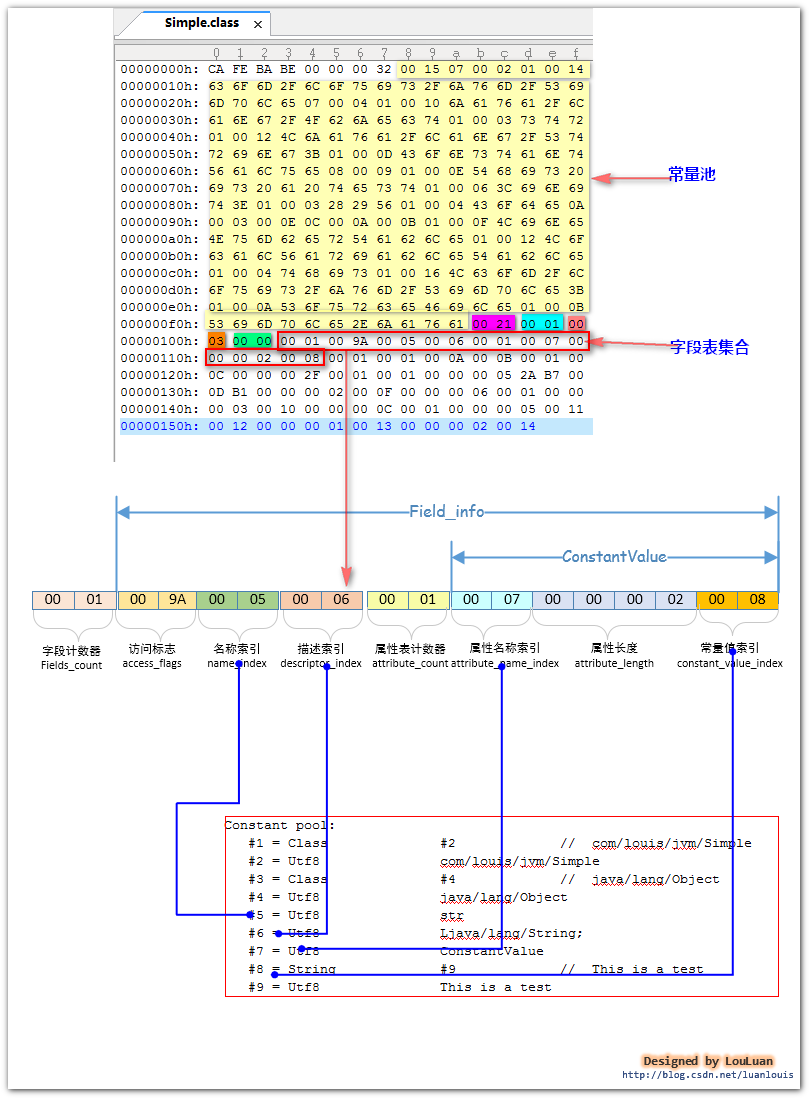 Simple.class ×
0 1 2 3 4 5 6 7 8 9 a b c d e f
00000000h: CA FE BA BE 00 00 00 32 00 15 07 00 02 01 00 14
00000010h: 63 6F 6D 2F 6C 6F 75 69 73 2F 6A 76 6D 2F 53 69
00000020h: 6D 70 6C 65 07 00 04 01 00 10 6A 61 76 61 2F 6C
00000030h: 61 6E 67 2F 4F 62 6A 65 63 74 01 00 03 73 74 72
00000040h: 01 00 12 4C 6A 61 76 61 2F 6C 61 6E 67 2F 53 74
00000050h: 72 69 6E 67 3B 01 00 0D 43 6F 6E 73 74 61 6E 74
00000060h: 56 61 6C 75 65 08 00 09 01 00 0E 54 68 69 73 20
00000070h: 69 73 20 61 20 74 65 73 74 01 00 06 3C 69 6E 69
00000080h: 74 3E 01 00 03 28 29 56 01 00 04 43 6F 64 65 0A
00000090h: 00 03 00 0E 0C 00 0A 00 0B 01 00 0F 4C 69 6E 65
000000a0h: 4E 75 6D 62 65 72 54 61 62 6C 65 01 00 12 4C 6F
000000b0h: 63 61 6C 56 61 72 69 61 62 6C 65 54 61 62 6C 65
000000c0h: 01 00 04 74 68 69 73 01 00 16 4C 63 6F 6D 2F 6C
000000d0h: 6F 75 69 73 2F 6A 76 6D 2F 53 69 6D 70 6C 65 3B
000000e0h: 01 00 0A 53 6F 75 72 63 65 46 69 6C 65 01 00 0B
000000f0h: 53 69 6D 70 6C 65 2E 6A 61 76 61 00 21 00 01 00
00000100h: 03 00 00 00 01 00 9A 00 05 00 06 00 01 00 07 00
00000110h: 00 00 02 00 08 00 01 00 01 00 0A 00 0B 00 01 00
00000120h: 0C 00 00 00 2F 00 01 00 01 00 00 00 05 2A B7 00
00000130h: 0D B1 00 00 00 02 00 0F 00 00 00 06 00 01 00 00
00000140h: 00 03 00 10 00 00 00 0C 00 01 00 00 00 05 00 11
00000150h: 00 12 00 00 00 01 00 13 00 00 00 02 00 14
常量池
字段表集合
Field_info
ConstantValue
00 01 00 9A 00 05 00 06 00 01 00 07 00 00 00 02 00 08
字段计数器 访问标志 名称索引 描述索引 属性表计数器 属性名称索引 属性长度 常量值索引
Fields_count access_flags name_index descriptor_index attribute_count attribute_name_index attribute_length constant_value_index
Constant pool:
#1 = Class #2 // com/louis/jvm/Simple
#2 = Utf8 com/louis/jvm/Simple
#3 = Class #4 // java/lang/Object
#4 = Utf8 java/lang/Object
#5 = Utf8 str
#6 = Utf8 Ljava/lang/String;
#7 = Utf8 ConstantValue
#8 = String #9 // This is a test
#9 = Utf8 This is a test
Designed by LouLuan
http://blog.csdn.net/luanlouis